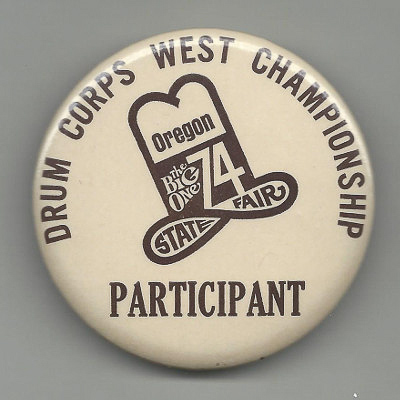 DRUM CORPS WEST CHAMPIONSHIP
Oregon
the
BIG
ONE
74
STATE FAIR
PARTICIPANT